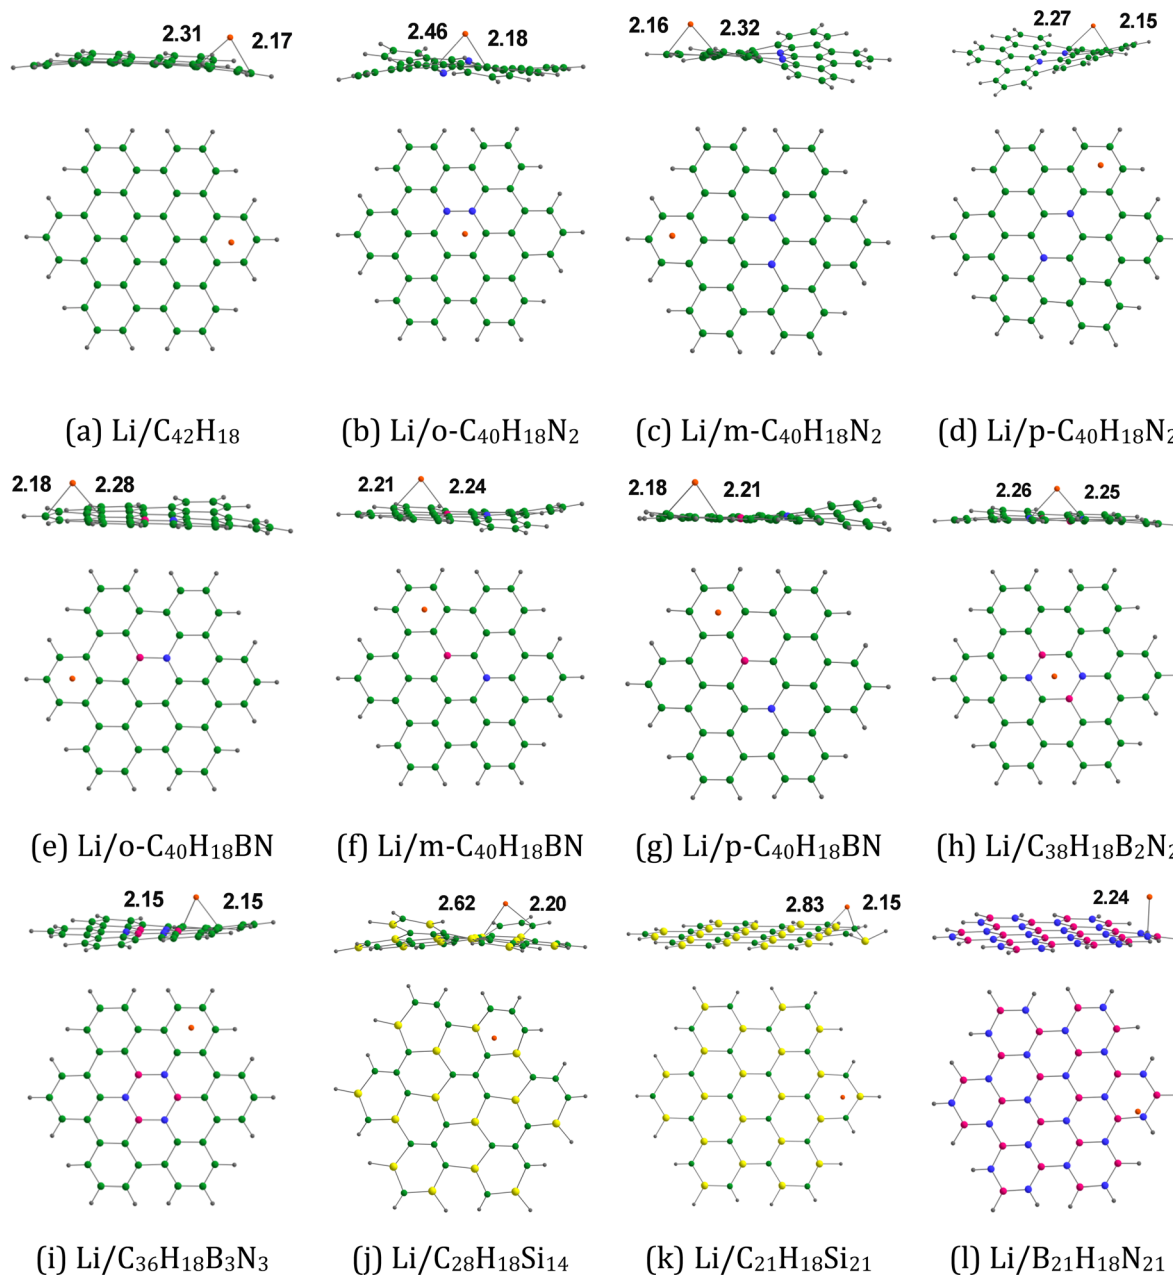 2.31 2.17 2.46 2.18 2.16 2.32 2.27 2.15
(a) Li/C₄₂H₁₈ (b) Li/o-C₄₀H₁₈N₂ (c) Li/m-C₄₀H₁₈N₂ (d) Li/p-C₄₀H₁₈N₂
2.18 2.28 2.21 2.24 2.18 2.21 2.26 2.25
(e) Li/o-C₄₀H₁₈BN (f) Li/m-C₄₀H₁₈BN (g) Li/p-C₄₀H₁₈BN (h) Li/C₃₈H₁₈B₂N₂
2.15 2.15 2.62 2.20 2.83 2.15 2.24
(i) Li/C₃₆H₁₈B₃N₃ (j) Li/C₂₈H₁₈Si₁₄ (k) Li/C₂₁H₁₈Si₂₁ (l) Li/B₂₁H₁₈N₂₁